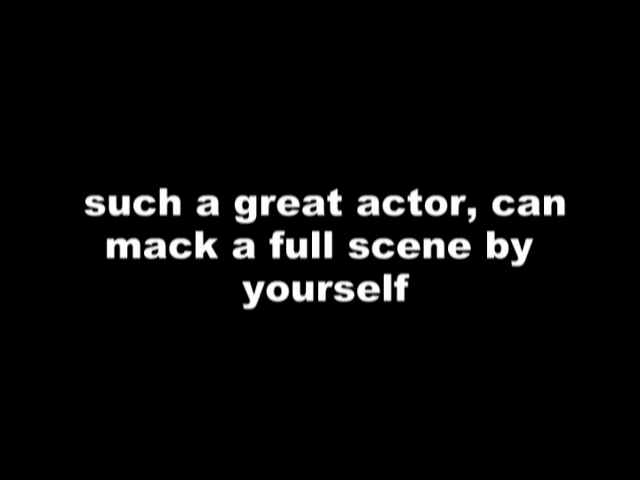 such a great actor, can
mack a full scene by
yourself